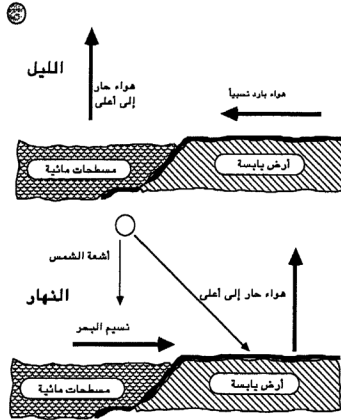 الليل
هواء حار
إلى أعلى
هواء بارد نسبياً
مسطحات مائية
أرض يابسة
أشعة الشمس
النهار
هواء حار إلى أعلى
نسيم البحر
مسطحات مائية
أرض يابسة